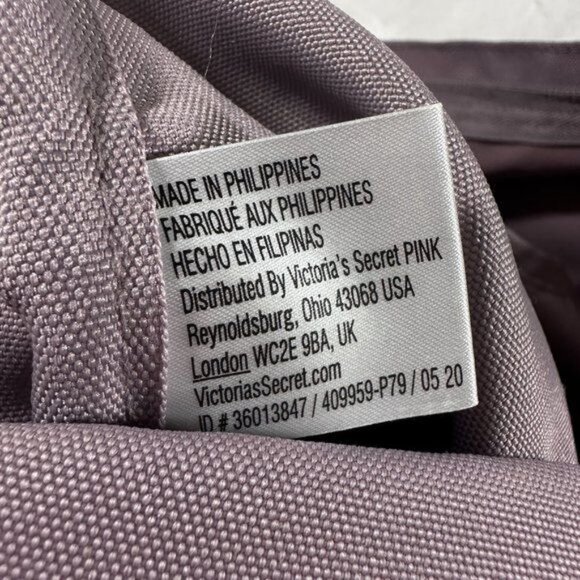 MADE IN PHILIPPINES
FABRIQUÉ AUX PHILIPPINES
HECHO EN FILIPINAS
Distributed By Victoria's Secret PINK
Reynoldsburg, Ohio 43068 USA
London WC2E 9BA, UK
VictoriasSecret.com
ID # 36013847 / 409959-P79 / 05 20